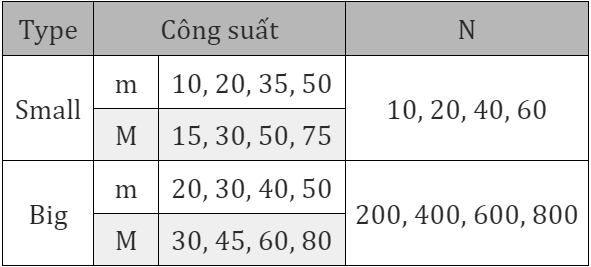 Type Công suất N
Small m 10, 20, 35, 50 10, 20, 40, 60
M 15, 30, 50, 75
Big m 20, 30, 40, 50 200, 400, 600, 800
M 30, 45, 60, 80